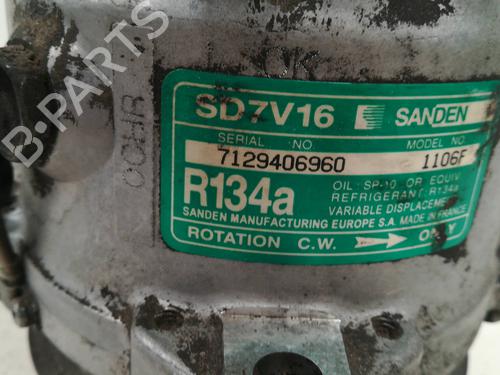 B-PARTS
SD7V16 SANDEN
SERIAL NO. MODEL NO.
7129406960 1106F
R134a
OIL SP-10 OR EQUIV.
REFRIGERANT R134a
VARIABLE DISPLACEMENT
SANDEN MANUFACTURING EUROPE S.A. MADE IN FRANCE
ROTATION C.W. ONLY